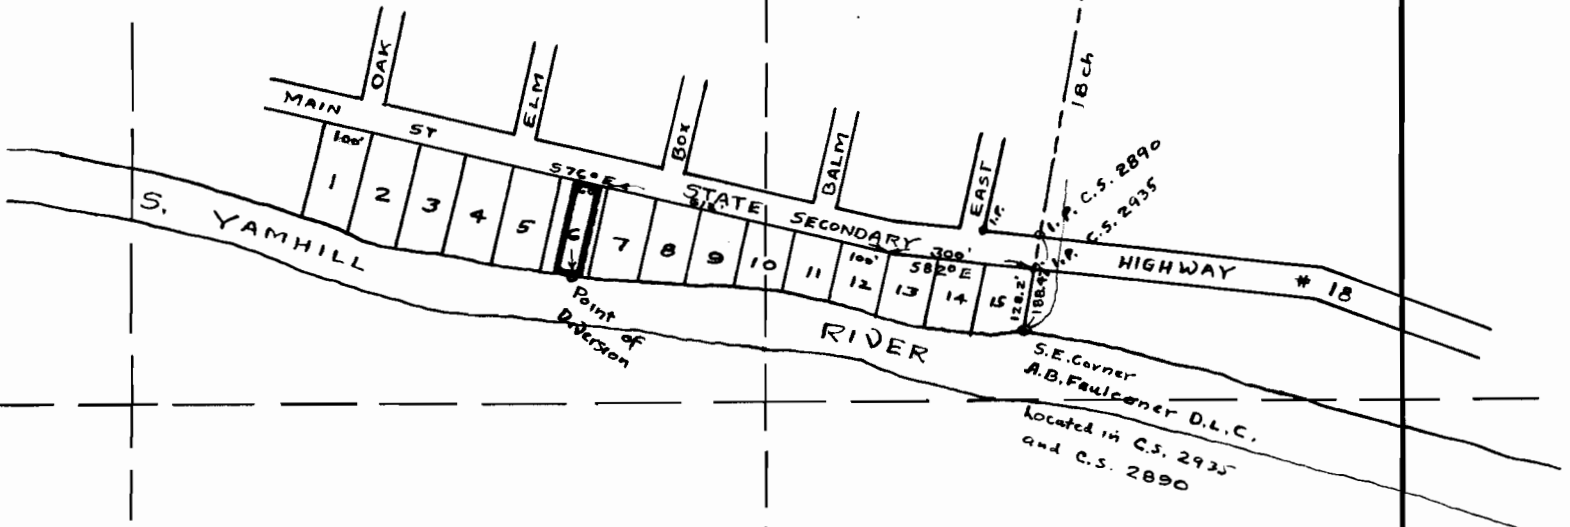 OAK
ELM
BOX
BALM
EAST
18 ch
MAIN ST
STATE SECONDARY HIGHWAY # 18
I.P.
I.P. C.S. 2890
I.P. C.S. 2935
100'
S76° E
60'
100'
300'
S82° E
128.2'
188.47'
1
2
3
4
5
6
7
8
9
10
11
12
13
14
15
S. YAMHILL RIVER
Point of
Diversion
S.E. Corner
A.B. Faulconer D.L.C.
Located in C.S. 2935
and C.S. 2890